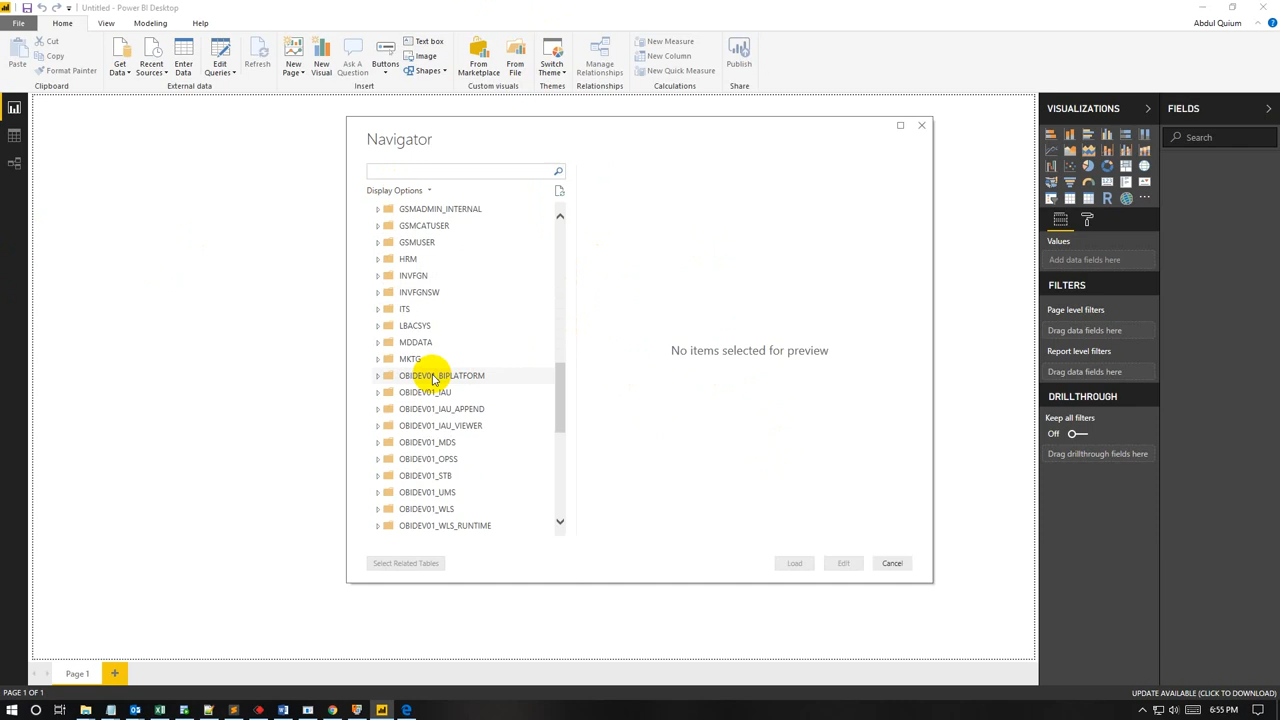 Untitled - Power BI Desktop
File
Home
View
Modeling
Help
Abdul Quium
Paste
Cut
Copy
Format Painter
Clipboard
Get Data
Recent Sources
Enter Data
Edit Queries
Refresh
External data
New Page
New Visual
Ask A Question
Buttons
Text box
Image
Shapes
Insert
From Marketplace
From File
Custom visuals
Switch Theme
Themes
Manage Relationships
Relationships
New Measure
New Column
New Quick Measure
Calculations
Publish
Share
Navigator
Display Options
GSMADMIN_INTERNAL
GSMCATUSER
GSMUSER
HRM
INVFGN
INVFGNSW
ITS
LBACSYS
MDDATA
MKTG
OBIDEV01_BIPLATFORM
OBIDEV01_IAU
OBIDEV01_IAU_APPEND
OBIDEV01_IAU_VIEWER
OBIDEV01_MDS
OBIDEV01_OPSS
OBIDEV01_STB
OBIDEV01_UMS
OBIDEV01_WLS
OBIDEV01_WLS_RUNTIME
No items selected for preview
Select Related Tables
Load
Edit
Cancel
VISUALIZATIONS
R
Values
Add data fields here
FILTERS
Page level filters
Drag data fields here
Report level filters
Drag data fields here
DRILLTHROUGH
Keep all filters
Off
Drag drillthrough fields here
FIELDS
Search
Page 1
PAGE 1 OF 1
UPDATE AVAILABLE (CLICK TO DOWNLOAD)
6:55 PM